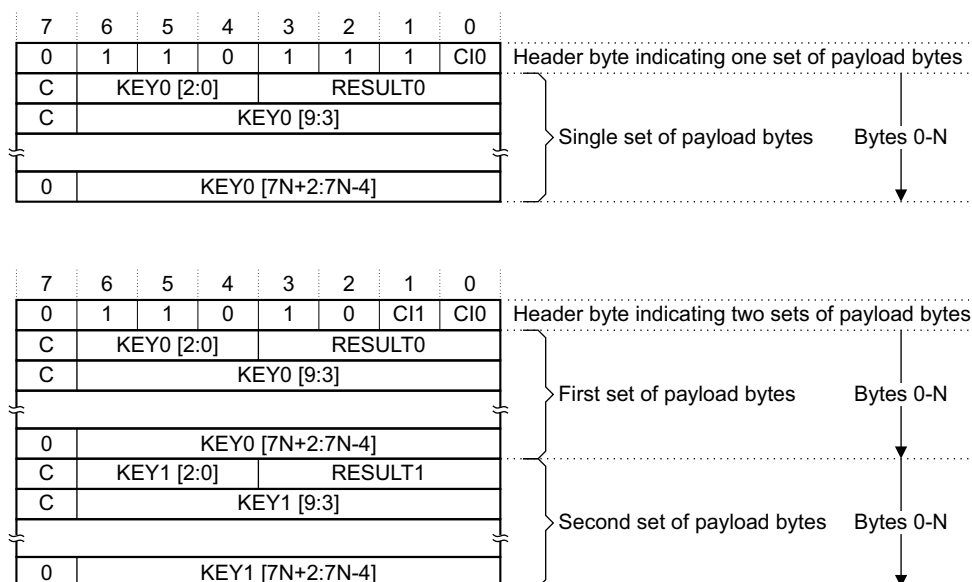 7 6 5 4 3 2 1 0
0 1 1 0 1 1 1 CI0 Header byte indicating one set of payload bytes
C KEY0 [2:0] RESULT0
C KEY0 [9:3]
Single set of payload bytes Bytes 0-N
0 KEY0 [7N+2:7N-4]
7 6 5 4 3 2 1 0
0 1 1 0 1 0 CI1 CI0 Header byte indicating two sets of payload bytes
C KEY0 [2:0] RESULT0
C KEY0 [9:3]
First set of payload bytes Bytes 0-N
0 KEY0 [7N+2:7N-4]
C KEY1 [2:0] RESULT1
C KEY1 [9:3]
Second set of payload bytes Bytes 0-N
0 KEY1 [7N+2:7N-4]